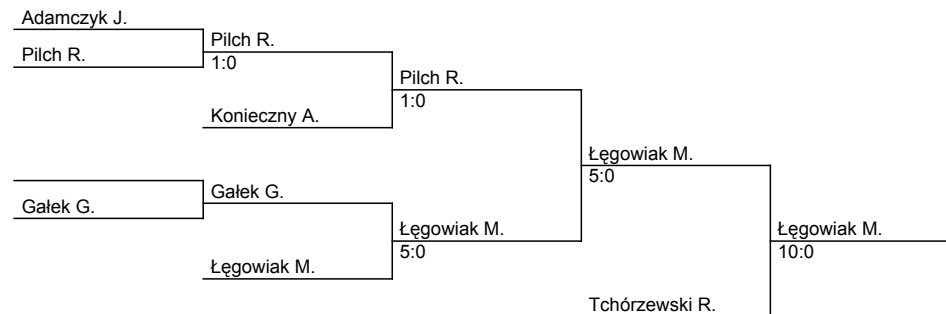 Adamczyk J.
Pilch R.
Pilch R.
1:0
Pilch R.
1:0
Konieczny A.
Łęgowiak M.
5:0
Gałek G.
Gałek G.
Łęgowiak M.
5:0
Łęgowiak M.
10:0
Łęgowiak M.
Tchórzewski R.